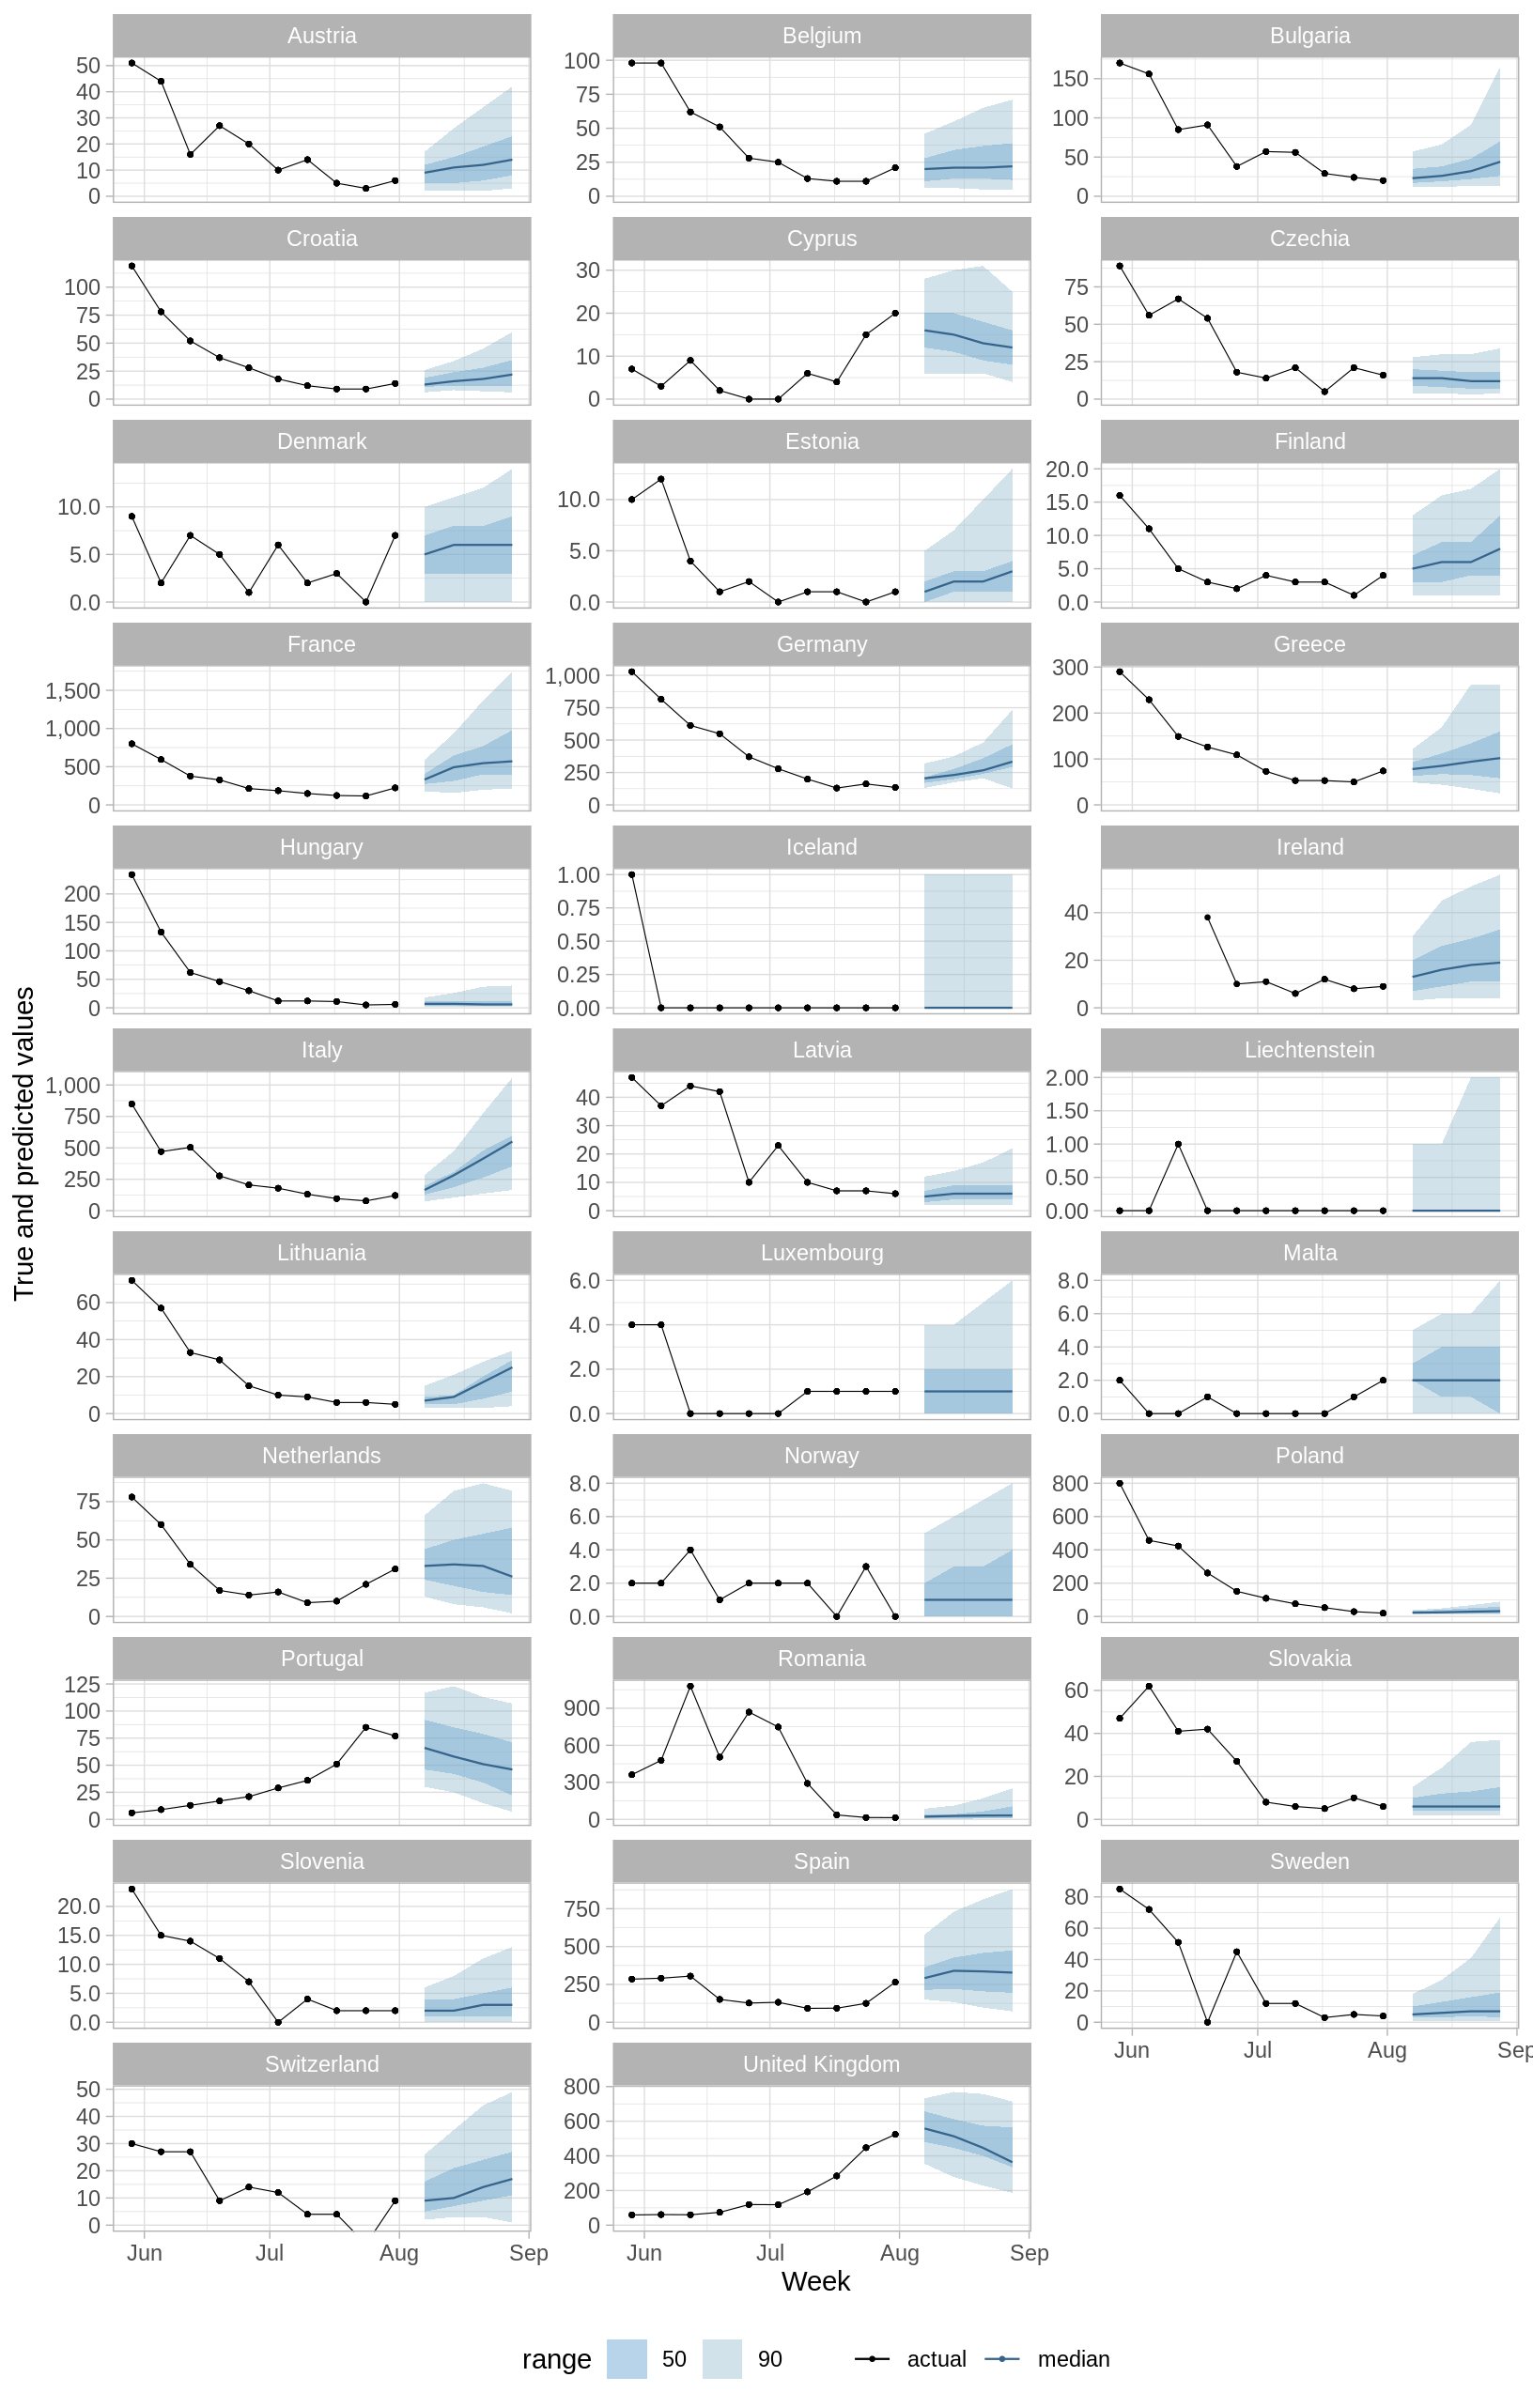 Austria Belgium Bulgaria
50 40 30 20 10 0
100 75 50 25 0
150 100 50 0
Croatia Cyprus Czechia
100 75 50 25 0
30 20 10 0
75 50 25 0
Denmark Estonia Finland
10.0 5.0 0.0
10.0 5.0 0.0
20.0 15.0 10.0 5.0 0.0
France Germany Greece
1,500 1,000 500 0
1,000 750 500 250 0
300 200 100 0
Hungary Iceland Ireland
200 150 100 50 0
1.00 0.75 0.50 0.25 0.00
40 20 0
True and predicted values
Italy Latvia Liechtenstein
1,000 750 500 250 0
40 30 20 10 0
2.00 1.50 1.00 0.50 0.00
Lithuania Luxembourg Malta
60 40 20 0
6.0 4.0 2.0 0.0
8.0 6.0 4.0 2.0 0.0
Netherlands Norway Poland
75 50 25 0
8.0 6.0 4.0 2.0 0.0
800 600 400 200 0
Portugal Romania Slovakia
125 100 75 50 25 0
900 600 300 0
60 40 20 0
Slovenia Spain Sweden
20.0 15.0 10.0 5.0 0.0
750 500 250 0
80 60 40 20 0
Jun Jul Aug Sep
Switzerland United Kingdom
50 40 30 20 10 0
800 600 400 200 0
Jun Jul Aug Sep Jun Jul Aug Sep
Week
range 50 90 actual median